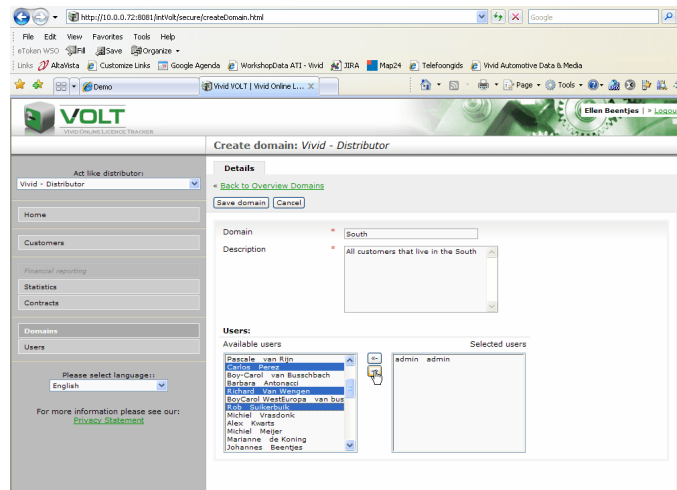 http://10.0.0.72:8081/intVolt/secure/createDomain.html
Google
File Edit View Favorites Tools Help
eToken WSO Fill Save Organize
Links AltaVista Customize Links Google Agenda WorkshopData ATI - Vivid JIRA Map24 Telefoongids Vivid Automotive Data & Media
Demo
Vivid VOLT | Vivid Online L...
Page Tools
VOLT
VIVID ONLINE LICENCE TRACKER
Ellen Beentjes | » Logou
Create domain: Vivid - Distributor
Act like distributor:
Vivid - Distributor
Home
Customers
Financial reporting
Statistics
Contracts
Domains
Users
Please select language::
English
For more information please see our:
Privacy Statement
Details
« Back to Overview Domains
Save domain Cancel
Domain * South
Description * All customers that live in the South
Users:
Available users Selected users
Pascale van Rijn
Carlos Perez
Boy-Carol van Busschbach
Barbara Antonacci
Richard Van Wengen
BoyCarol WestEuropa van bus
Rob Suikerbuik
Michiel Vrasdonk
Alex Kwarts
Michiel Meijer
Marianne de Koning
Johannes Beentjes
<-
admin admin